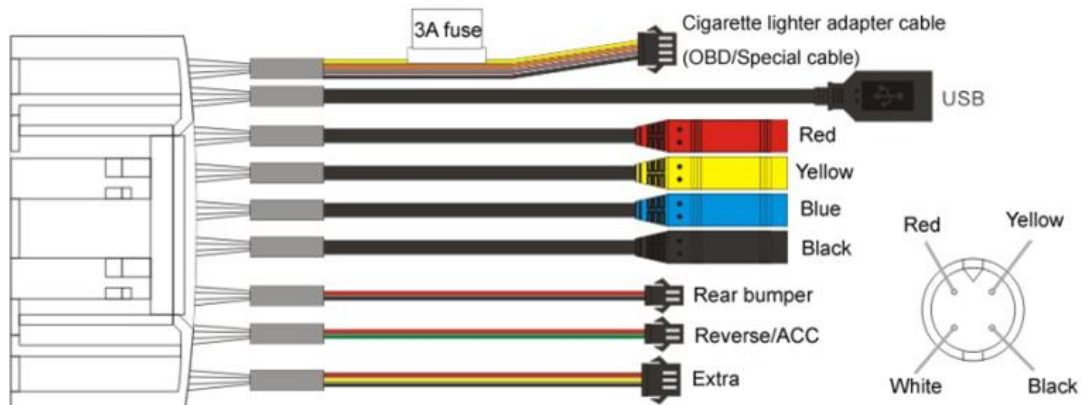 3A fuse
Cigarette lighter adapter cable
(OBD/Special cable)
USB
Red
Yellow
Blue
Black
Rear bumper
Reverse/ACC
Extra
Red
Yellow
White
Black